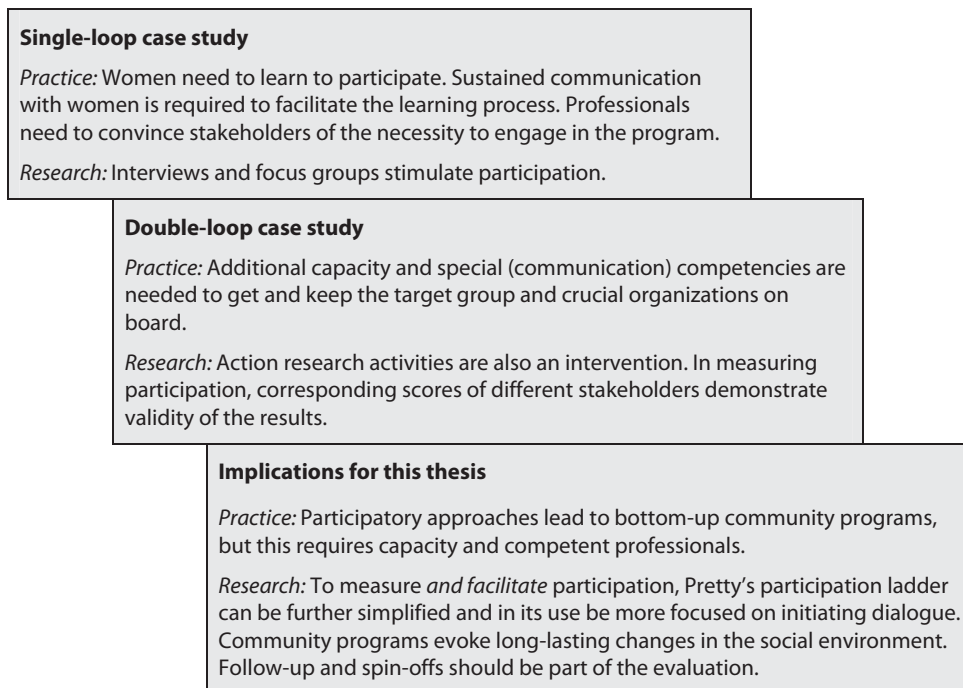 Single-loop case study
Practice: Women need to learn to participate. Sustained communication
with women is required to facilitate the learning process. Professionals
need to convince stakeholders of the necessity to engage in the program.
Research: Interviews and focus groups stimulate participation.
Double-loop case study
Practice: Additional capacity and special (communication) competencies are
needed to get and keep the target group and crucial organizations on
board.
Research: Action research activities are also an intervention. In measuring
participation, corresponding scores of different stakeholders demonstrate
validity of the results.
Implications for this thesis
Practice: Participatory approaches lead to bottom-up community programs,
but this requires capacity and competent professionals.
Research: To measure and facilitate participation, Pretty’s participation ladder
can be further simplified and in its use be more focused on initiating dialogue.
Community programs evoke long-lasting changes in the social environment.
Follow-up and spin-offs should be part of the evaluation.